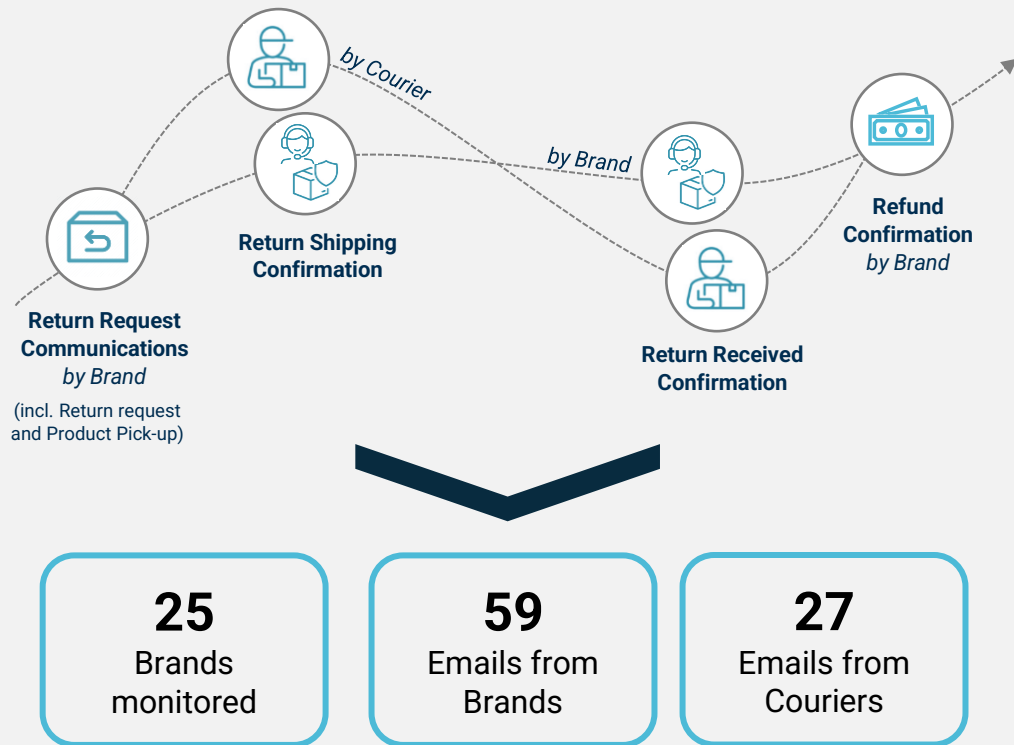 by Courier
by Brand
Return Shipping
Confirmation
Refund
Confirmation
by Brand
Return Request
Communications
by Brand
(incl. Return request
and Product Pick-up)
Return Received
Confirmation
25
Brands
monitored
59
Emails from
Brands
27
Emails from
Couriers